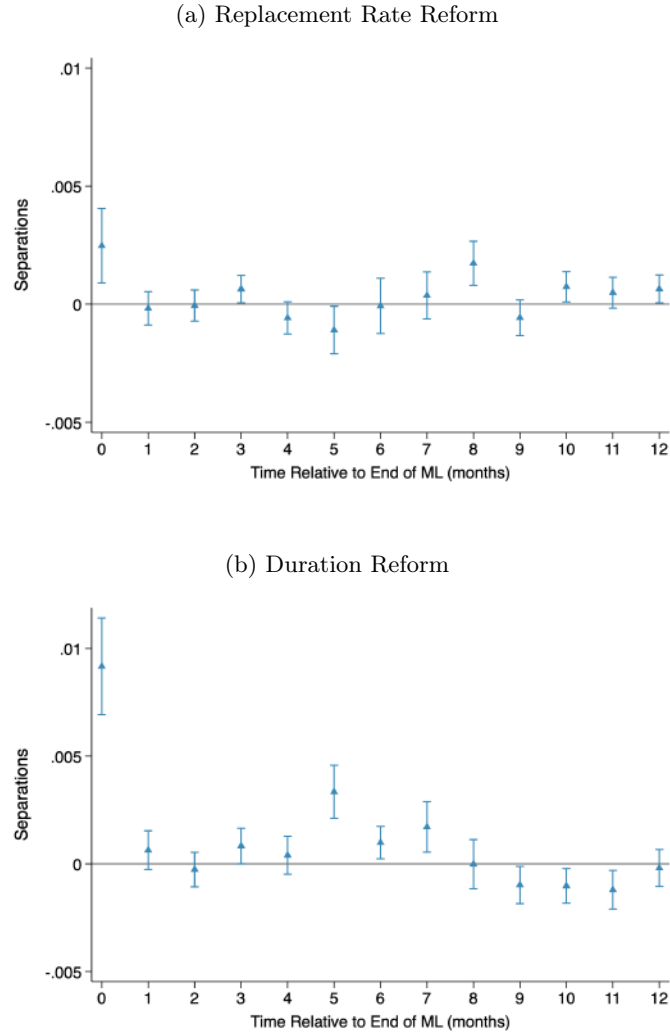 (a) Replacement Rate Reform
.01
.005
0
-.005
Separations
0 1 2 3 4 5 6 7 8 9 10 11 12
Time Relative to End of ML (months)
(b) Duration Reform
.01
.005
0
-.005
Separations
0 1 2 3 4 5 6 7 8 9 10 11 12
Time Relative to End of ML (months)